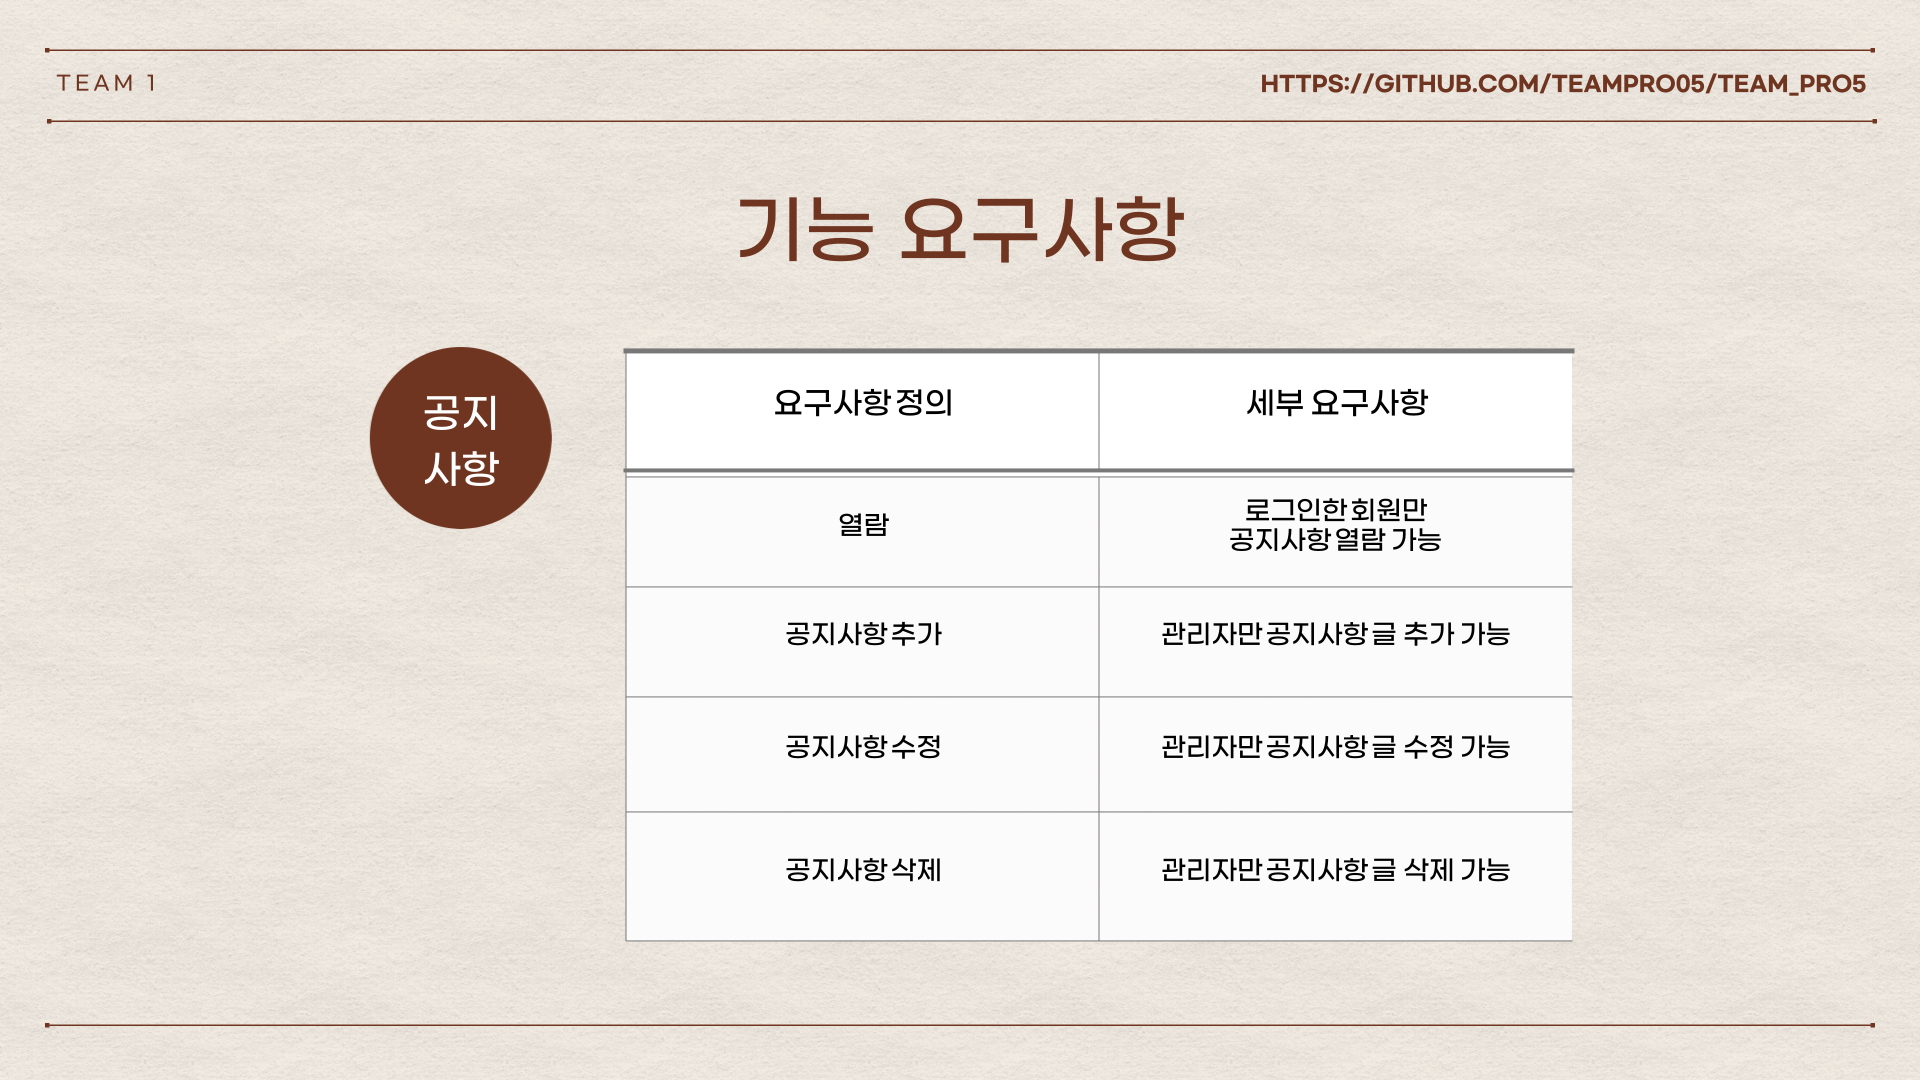 TEAM 1
HTTPS://GITHUB.COM/TEAMPRO05/TEAM_PRO5
기능 요구사항
공지
사항
요구사항 정의
세부 요구사항
열람
로그인한 회원만
공지사항 열람 가능
공지사항 추가
관리자만 공지사항 글 추가 가능
공지사항 수정
관리자만 공지사항 글 수정 가능
공지사항 삭제
관리자만 공지사항 글 삭제 가능